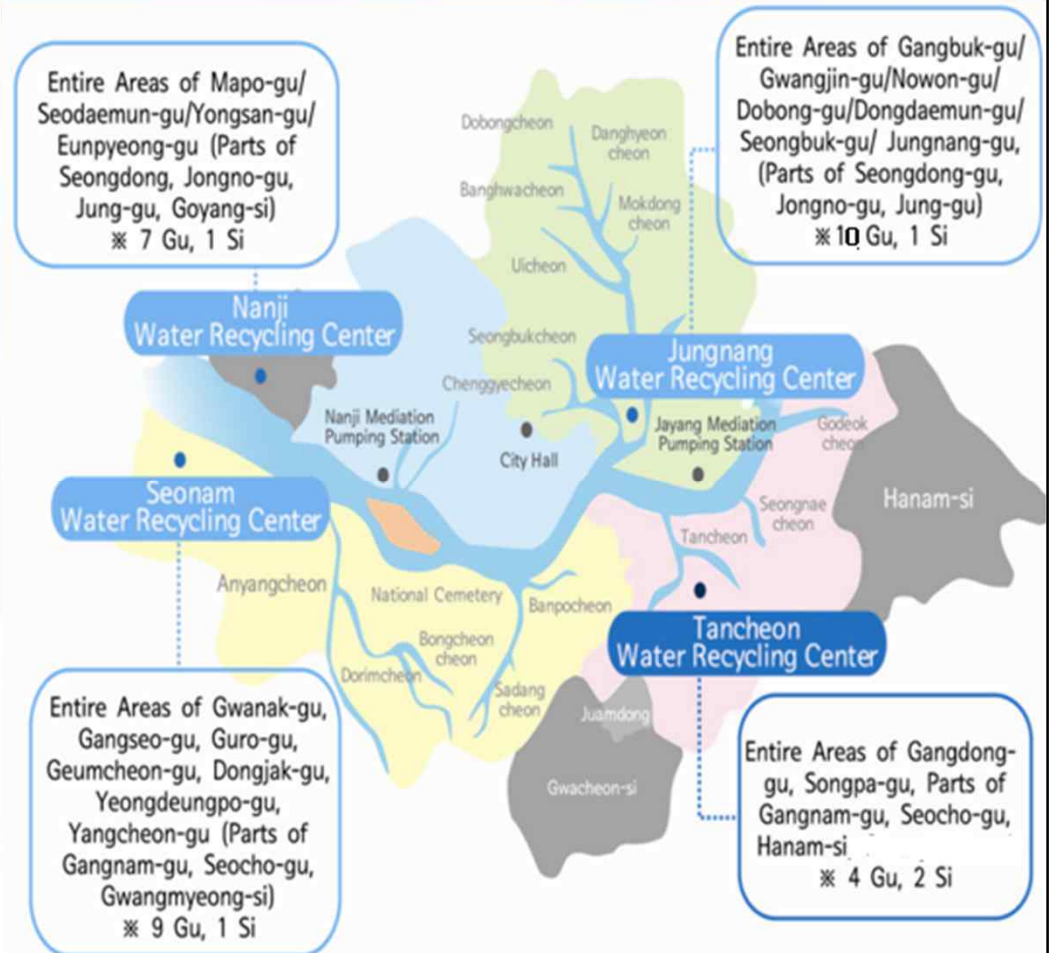 Entire Areas of Mapo-gu/
Seodaemun-gu/Yongsan-gu/
Eunpyeong-gu (Parts of
Seongdong, Jongno-gu,
Jung-gu, Goyang-si)
※ 7 Gu, 1 Si
Entire Areas of Gangbuk-gu/
Gwangjin-gu/Nowon-gu/
Dobong-gu/Dongdaemun-gu/
Seongbuk-gu/ Jungnang-gu,
(Parts of Seongdong-gu,
Jongno-gu, Jung-gu)
※ 10 Gu, 1 Si
Dobongcheon
Danghyeon
cheon
Banghwacheon
Mokdong
cheon
Uicheon
Nanji
Water Recycling Center
Seongbukcheon
Jungnang
Water Recycling Center
Chenggyecheon
Nanji Mediation
Pumping Station
City Hall
Jayang Mediation
Pumping Station
Godeok
cheon
Seonam
Water Recycling Center
Hanam-si
Seongnae
cheon
Tancheon
Anyangcheon
National Cemetery
Banpocheon
Bongcheon
cheon
Dorimcheon
Sadang
cheon
Tancheon
Water Recycling Center
Juamdong
Gwacheon-si
Entire Areas of Gwanak-gu,
Gangseo-gu, Guro-gu,
Geumcheon-gu, Dongjak-gu,
Yeongdeungpo-gu,
Yangcheon-gu (Parts of
Gangnam-gu, Seocho-gu,
Gwangmyeong-si)
※ 9 Gu, 1 Si
Entire Areas of Gangdong-
gu, Songpa-gu, Parts of
Gangnam-gu, Seocho-gu,
Hanam-si
※ 4 Gu, 2 Si